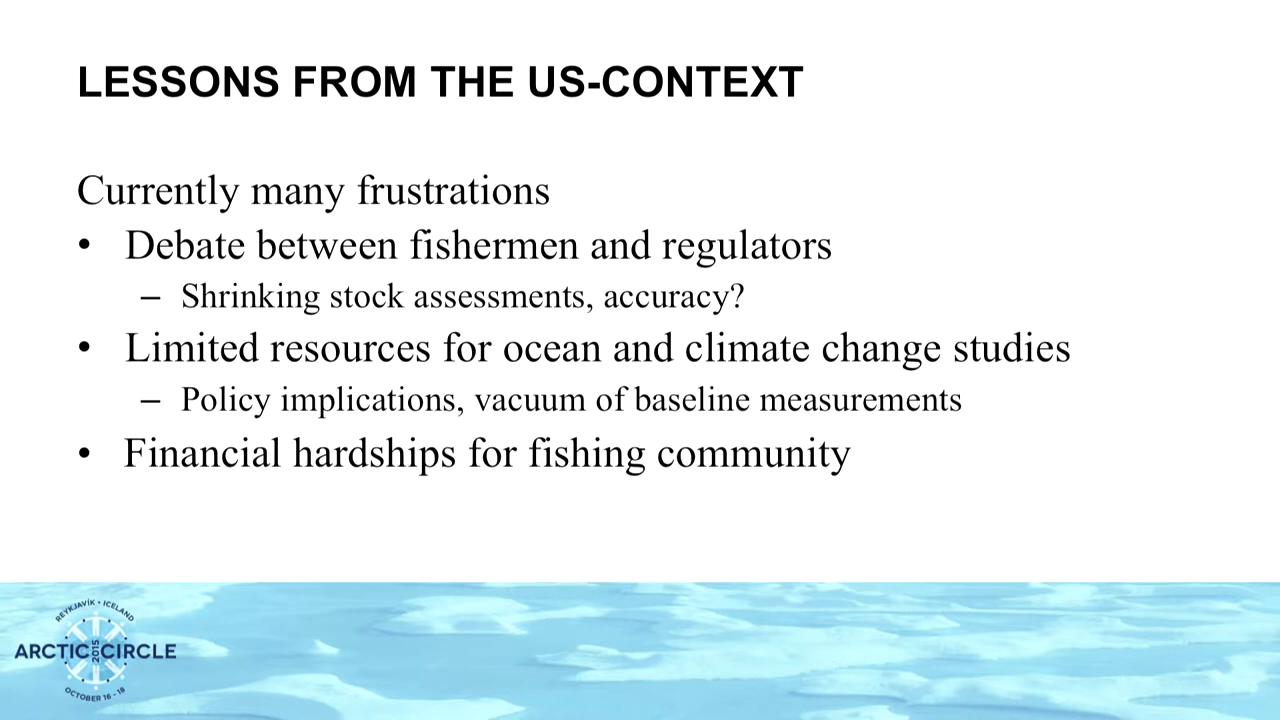 LESSONS FROM THE US-CONTEXT
Currently many frustrations
• Debate between fishermen and regulators
– Shrinking stock assessments, accuracy?
• Limited resources for ocean and climate change studies
– Policy implications, vacuum of baseline measurements
• Financial hardships for fishing community
REYKJAVÍK • ICELAND
ARCTIC 2015 CIRCLE
OCTOBER 16 - 18